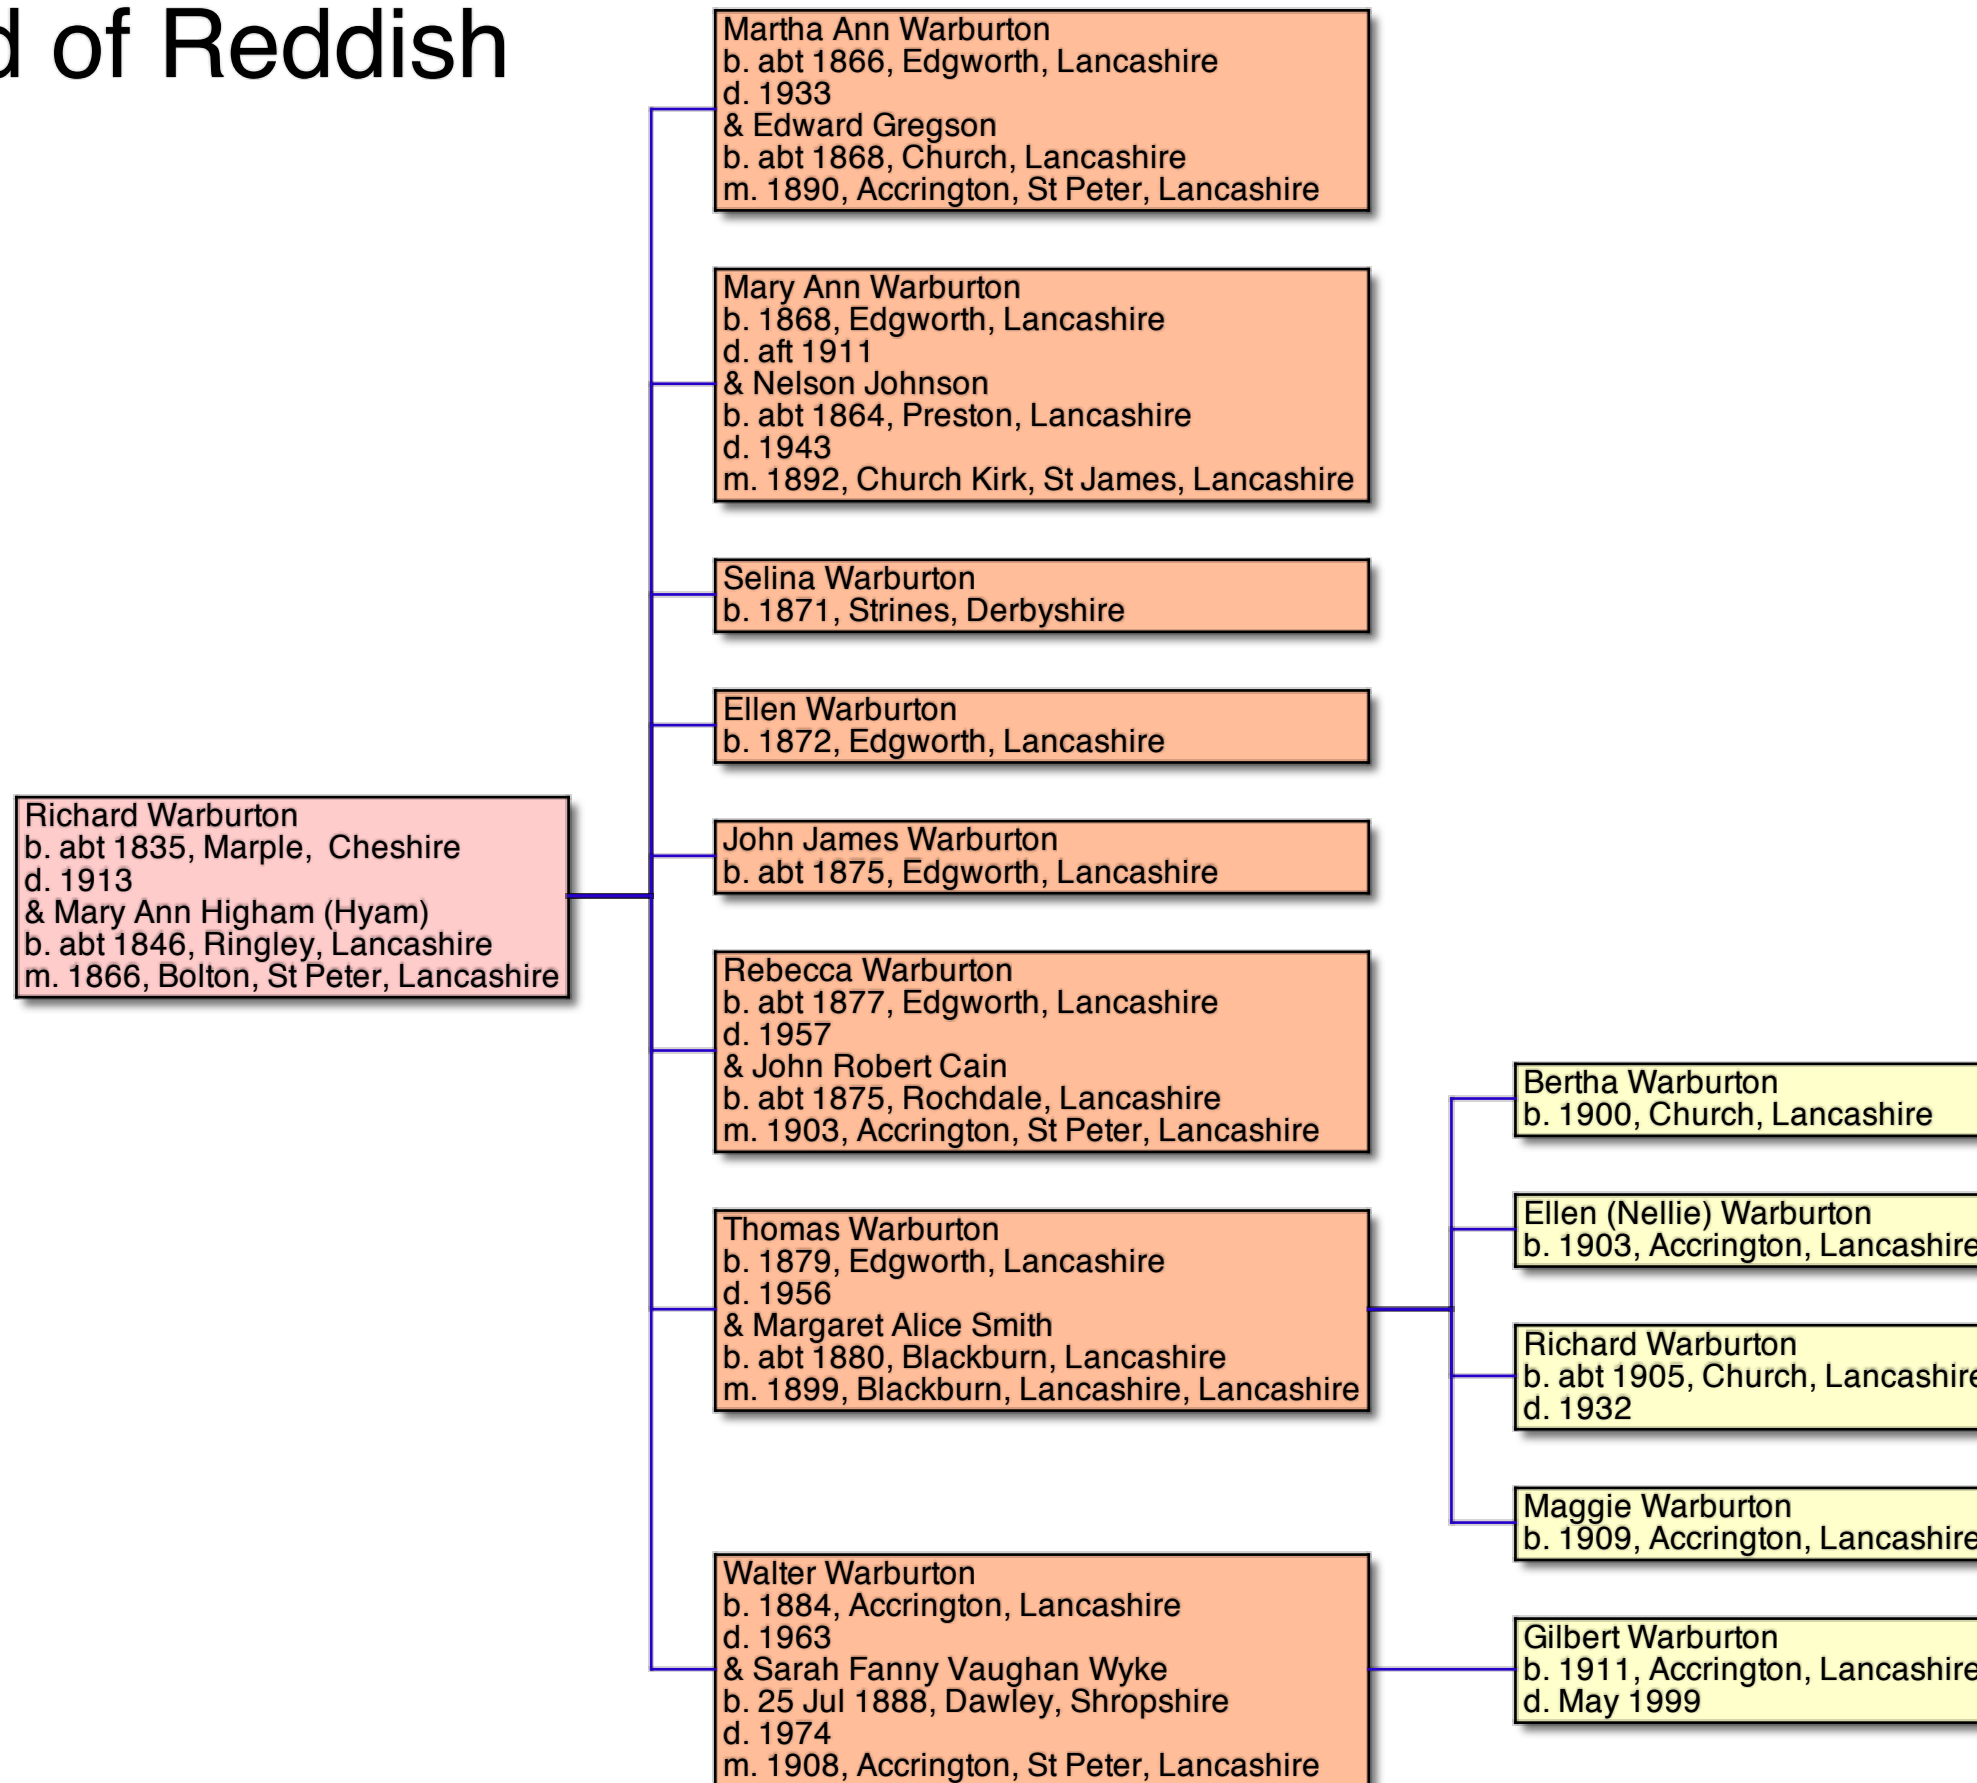 d of Reddish
Martha Ann Warburton
b. abt 1866, Edgworth, Lancashire
d. 1933
& Edward Gregson
b. abt 1868, Church, Lancashire
m. 1890, Accrington, St Peter, Lancashire
Mary Ann Warburton
b. 1868, Edgworth, Lancashire
d. aft 1911
& Nelson Johnson
b. abt 1864, Preston, Lancashire
d. 1943
m. 1892, Church Kirk, St James, Lancashire
Selina Warburton
b. 1871, Strines, Derbyshire
Ellen Warburton
b. 1872, Edgworth, Lancashire
Richard Warburton
b. abt 1835, Marple,  Cheshire
d. 1913
& Mary Ann Higham (Hyam)
b. abt 1846, Ringley, Lancashire
m. 1866, Bolton, St Peter, Lancashire
John James Warburton
b. abt 1875, Edgworth, Lancashire
Rebecca Warburton
b. abt 1877, Edgworth, Lancashire
d. 1957
& John Robert Cain
b. abt 1875, Rochdale, Lancashire
m. 1903, Accrington, St Peter, Lancashire
Thomas Warburton
b. 1879, Edgworth, Lancashire
d. 1956
& Margaret Alice Smith
b. abt 1880, Blackburn, Lancashire
m. 1899, Blackburn, Lancashire, Lancashire
Bertha Warburton
b. 1900, Church, Lancashire
Ellen (Nellie) Warburton
b. 1903, Accrington, Lancashire
Richard Warburton
b. abt 1905, Church, Lancashire
d. 1932
Maggie Warburton
b. 1909, Accrington, Lancashire
Walter Warburton
b. 1884, Accrington, Lancashire
d. 1963
& Sarah Fanny Vaughan Wyke
b. 25 Jul 1888, Dawley, Shropshire
d. 1974
m. 1908, Accrington, St Peter, Lancashire
Gilbert Warburton
b. 1911, Accrington, Lancashire
d. May 1999